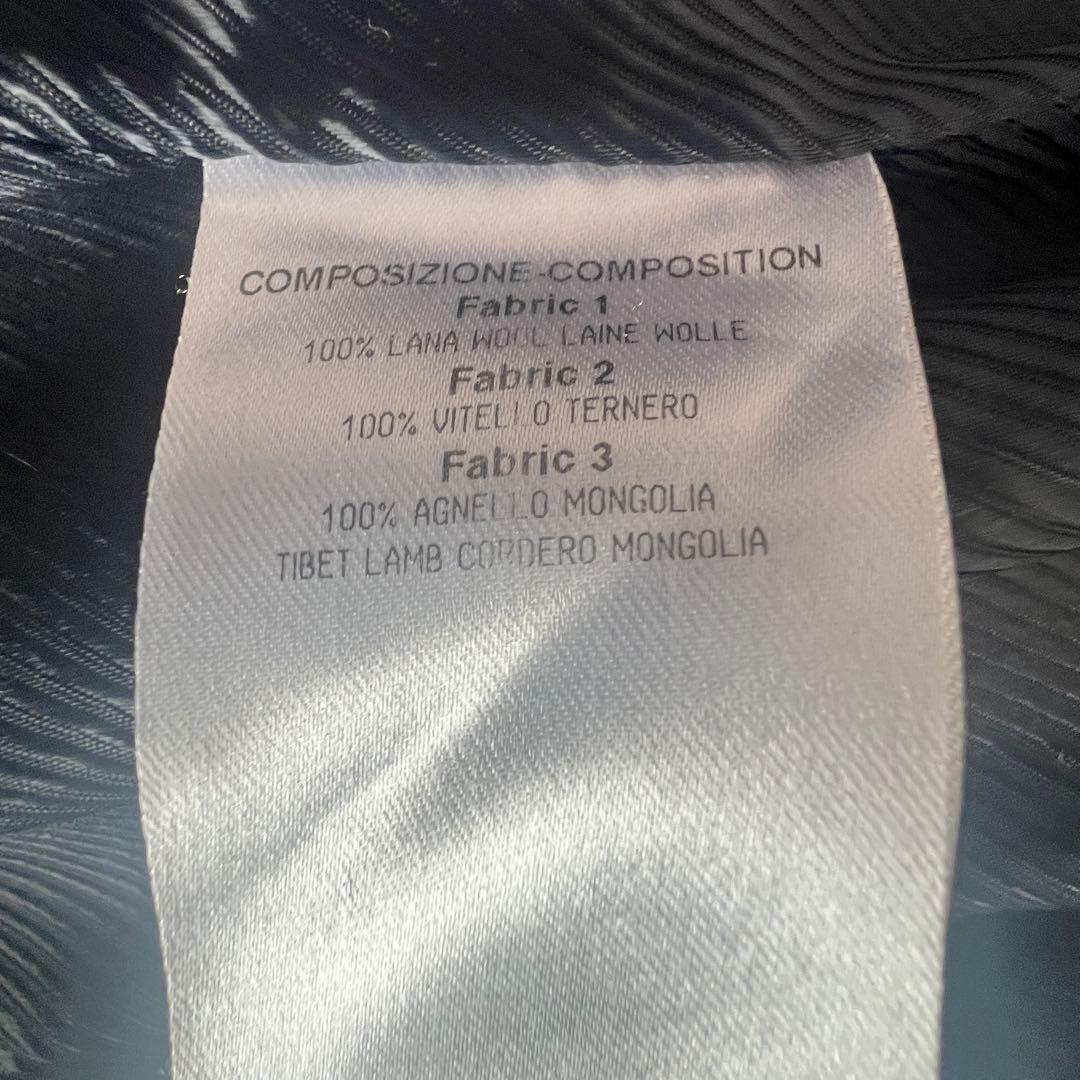 COMPOSIZIONE-COMPOSITION
Fabric 1
100% LANA WOOL LAINE WOLLE
Fabric 2
100% VITELLO TERNERO
Fabric 3
100% AGNELLO MONGOLIA
TIBET LAMB CORDERO MONGOLIA